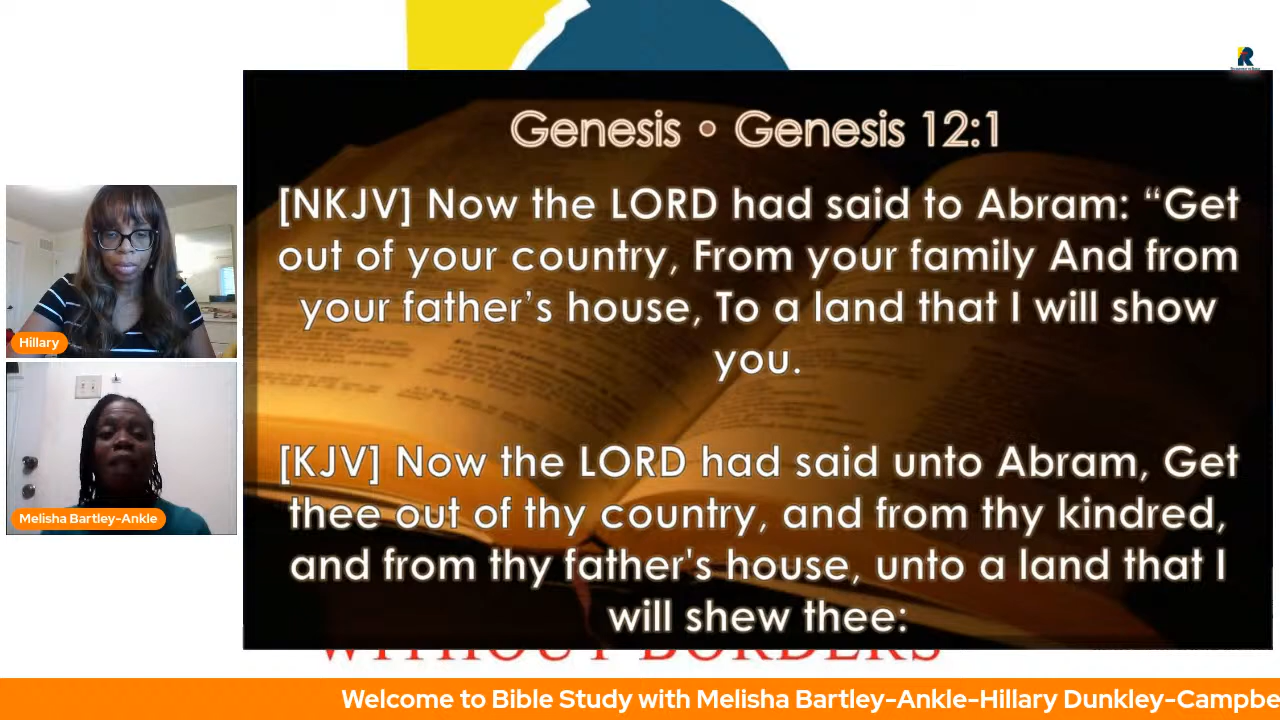 Genesis • Genesis 12:1
[NKJV] Now the LORD had said to Abram: “Get
out of your country, From your family And from
your father’s house, To a land that I will show
you.
[KJV] Now the LORD had said unto Abram, Get
thee out of thy country, and from thy kindred,
and from thy father's house, unto a land that I
will shew thee:
Hillary
Melisha Bartley-Ankle
WITHOUT BORDERS
Welcome to Bible Study with Melisha Bartley-Ankle-Hillary Dunkley-Campbe